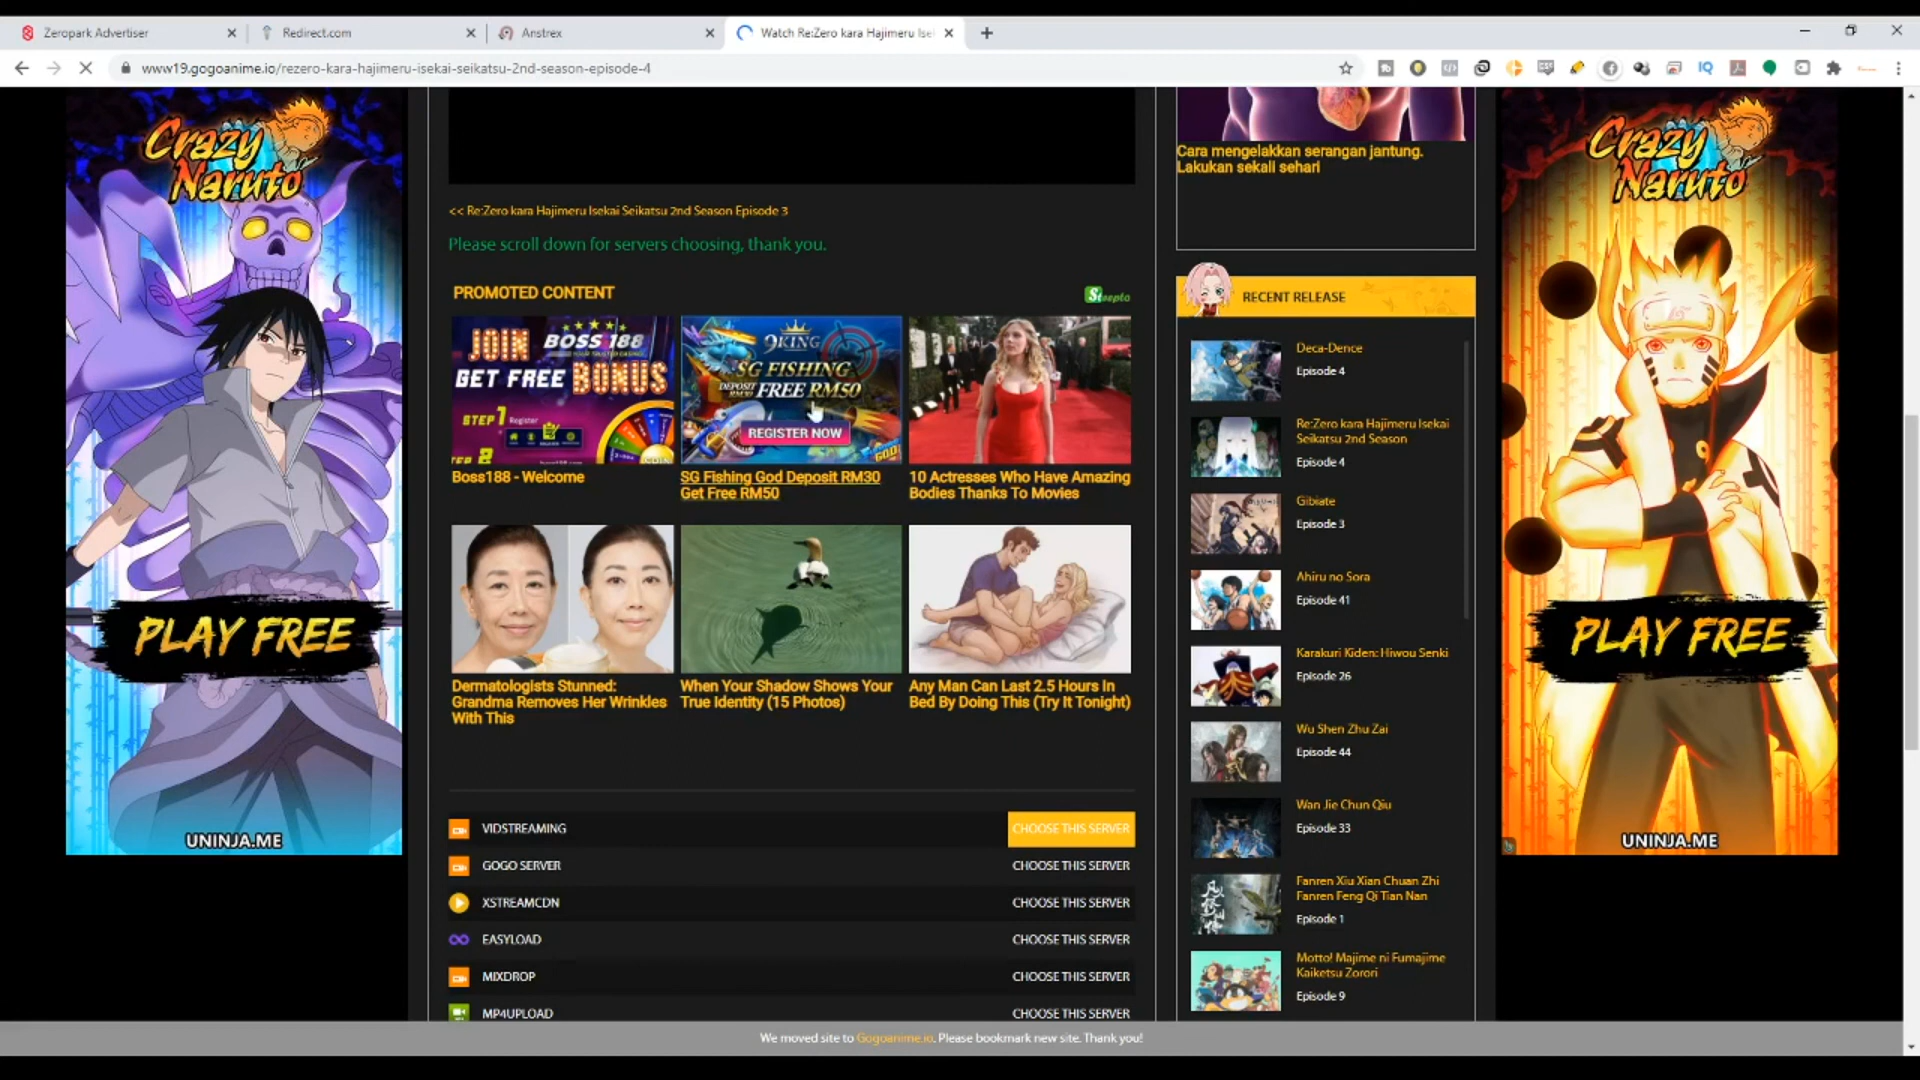 Zeropark Advertiser
Redirect.com
Anstrex
Watch Re:Zero kara Hajimeru Ise
www19.gogoanime.io/rezero-kara-hajimeru-isekai-seikatsu-2nd-season-episode-4
IQ
Crazy
Naruto
PLAY FREE
UNINJA.ME
<< Re:Zero kara Hajimeru Isekai Seikatsu 2nd Season Episode 3
Please scroll down for servers choosing, thank you.
PROMOTED CONTENT
Steepto
JOIN BOSS 188
GET FREE BONUS
STEP 1 Register
STEP 2
Boss188 - Welcome
9KING
SG FISHING
DEPOSIT RM30 FREE RM50
REGISTER NOW
GOD
SG Fishing God Deposit RM30
Get Free RM50
10 Actresses Who Have Amazing
Bodies Thanks To Movies
Dermatologists Stunned:
Grandma Removes Her Wrinkles
With This
When Your Shadow Shows Your
True Identity (15 Photos)
Any Man Can Last 2.5 Hours In
Bed By Doing This (Try It Tonight)
VIDSTREAMING CHOOSE THIS SERVER
GOGO SERVER CHOOSE THIS SERVER
XSTREAMCDN CHOOSE THIS SERVER
EASYLOAD CHOOSE THIS SERVER
MIXDROP CHOOSE THIS SERVER
MP4UPLOAD CHOOSE THIS SERVER
Cara mengelakkan serangan jantung.
Lakukan sekali sehari
RECENT RELEASE
Deca-Dence
Episode 4
Re:Zero kara Hajimeru Isekai
Seikatsu 2nd Season
Episode 4
Gibiate
Episode 3
Ahiru no Sora
Episode 41
Karakuri Kiden: Hiwou Senki
Episode 26
Wu Shen Zhu Zai
Episode 44
Wan Jie Chun Qiu
Episode 33
Fanren Xiu Xian Chuan Zhi
Fanren Feng Qi Tian Nan
Episode 1
Motto! Majime ni Fumajime
Kaiketsu Zorori
Episode 9
Crazy
Naruto
PLAY FREE
UNINJA.ME
We moved site to Gogoanime.io. Please bookmark new site. Thank you!